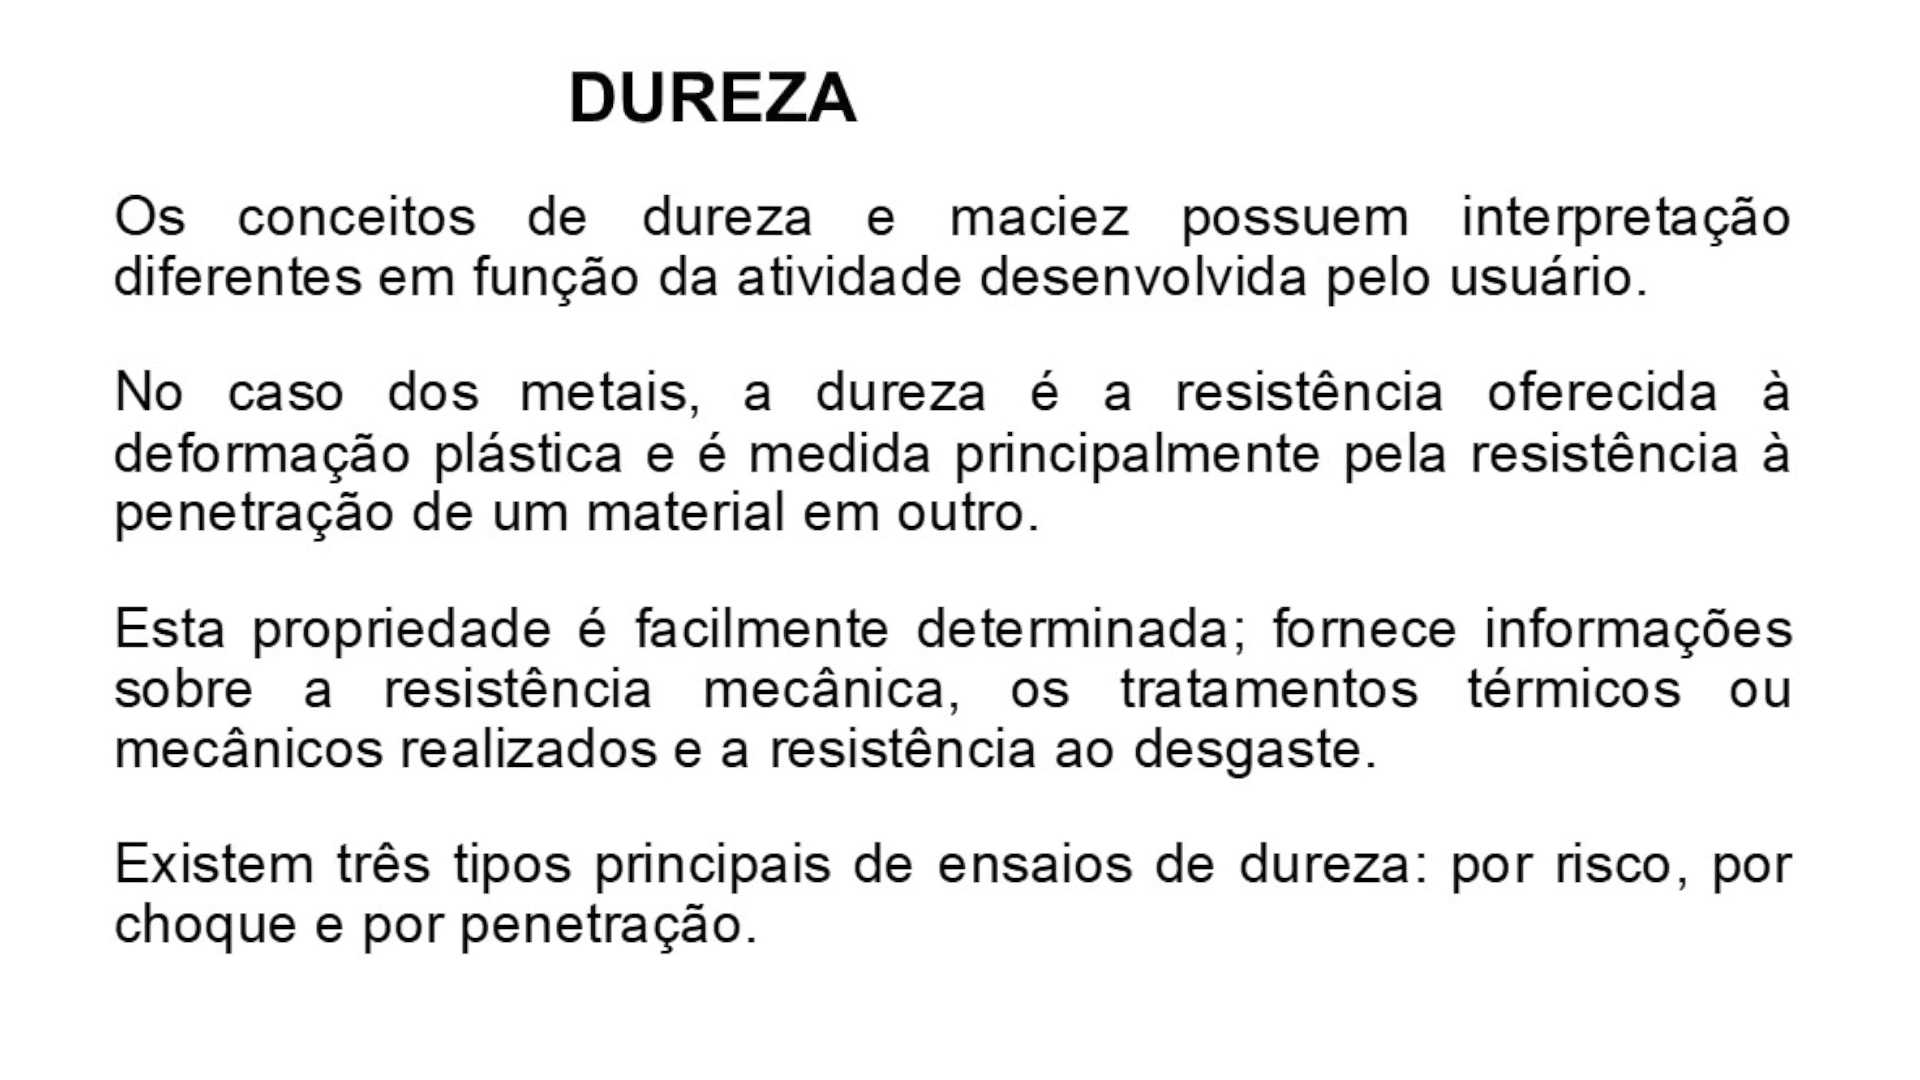 DUREZA
Os conceitos de dureza e maciez possuem interpretação
diferentes em função da atividade desenvolvida pelo usuário.
No caso dos metais, a dureza é a resistência oferecida à
deformação plástica e é medida principalmente pela resistência à
penetração de um material em outro.
Esta propriedade é facilmente determinada; fornece informações
sobre a resistência mecânica, os tratamentos térmicos ou
mecânicos realizados e a resistência ao desgaste.
Existem três tipos principais de ensaios de dureza: por risco, por
choque e por penetração.